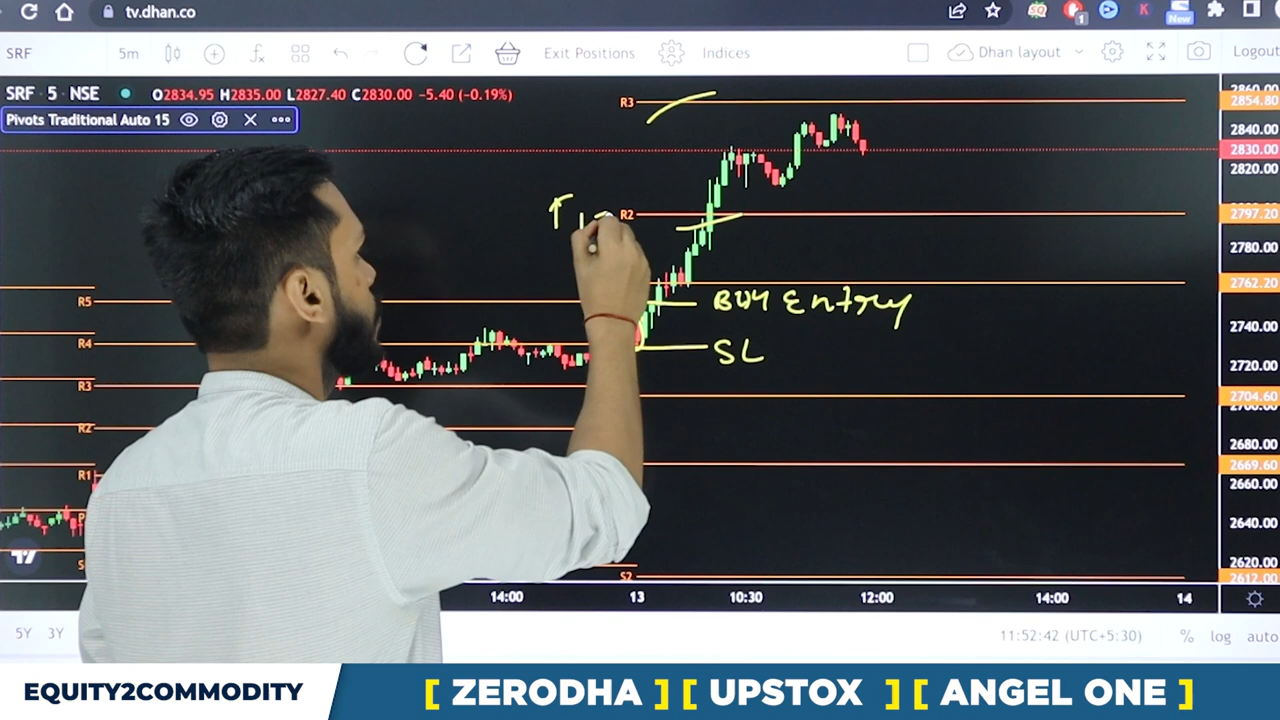 tv.dhan.co
1
New
SRF 5m Exit Positions Indices Dhan layout Logout
SRF · 5 · NSE O2834.95 H2835.00 L2827.40 C2830.00 −5.40 (−0.19%)
Pivots Traditional Auto 15
R3
2854.80
2840.00
2830.00
2820.00
R2
2797.20
2780.00
2762.20
R5
BUY Entry
2740.00
R4
SL
2720.00
R3
2704.60
R2
2680.00
R1
2669.60
2660.00
2640.00
2620.00
S2
2612.00
14:00 13 10:30 12:00 14:00 14
5Y 3Y 11:52:42 (UTC+5:30) % log auto
EQUITY2COMMODITY [ ZERODHA ] [ UPSTOX ] [ ANGEL ONE ]